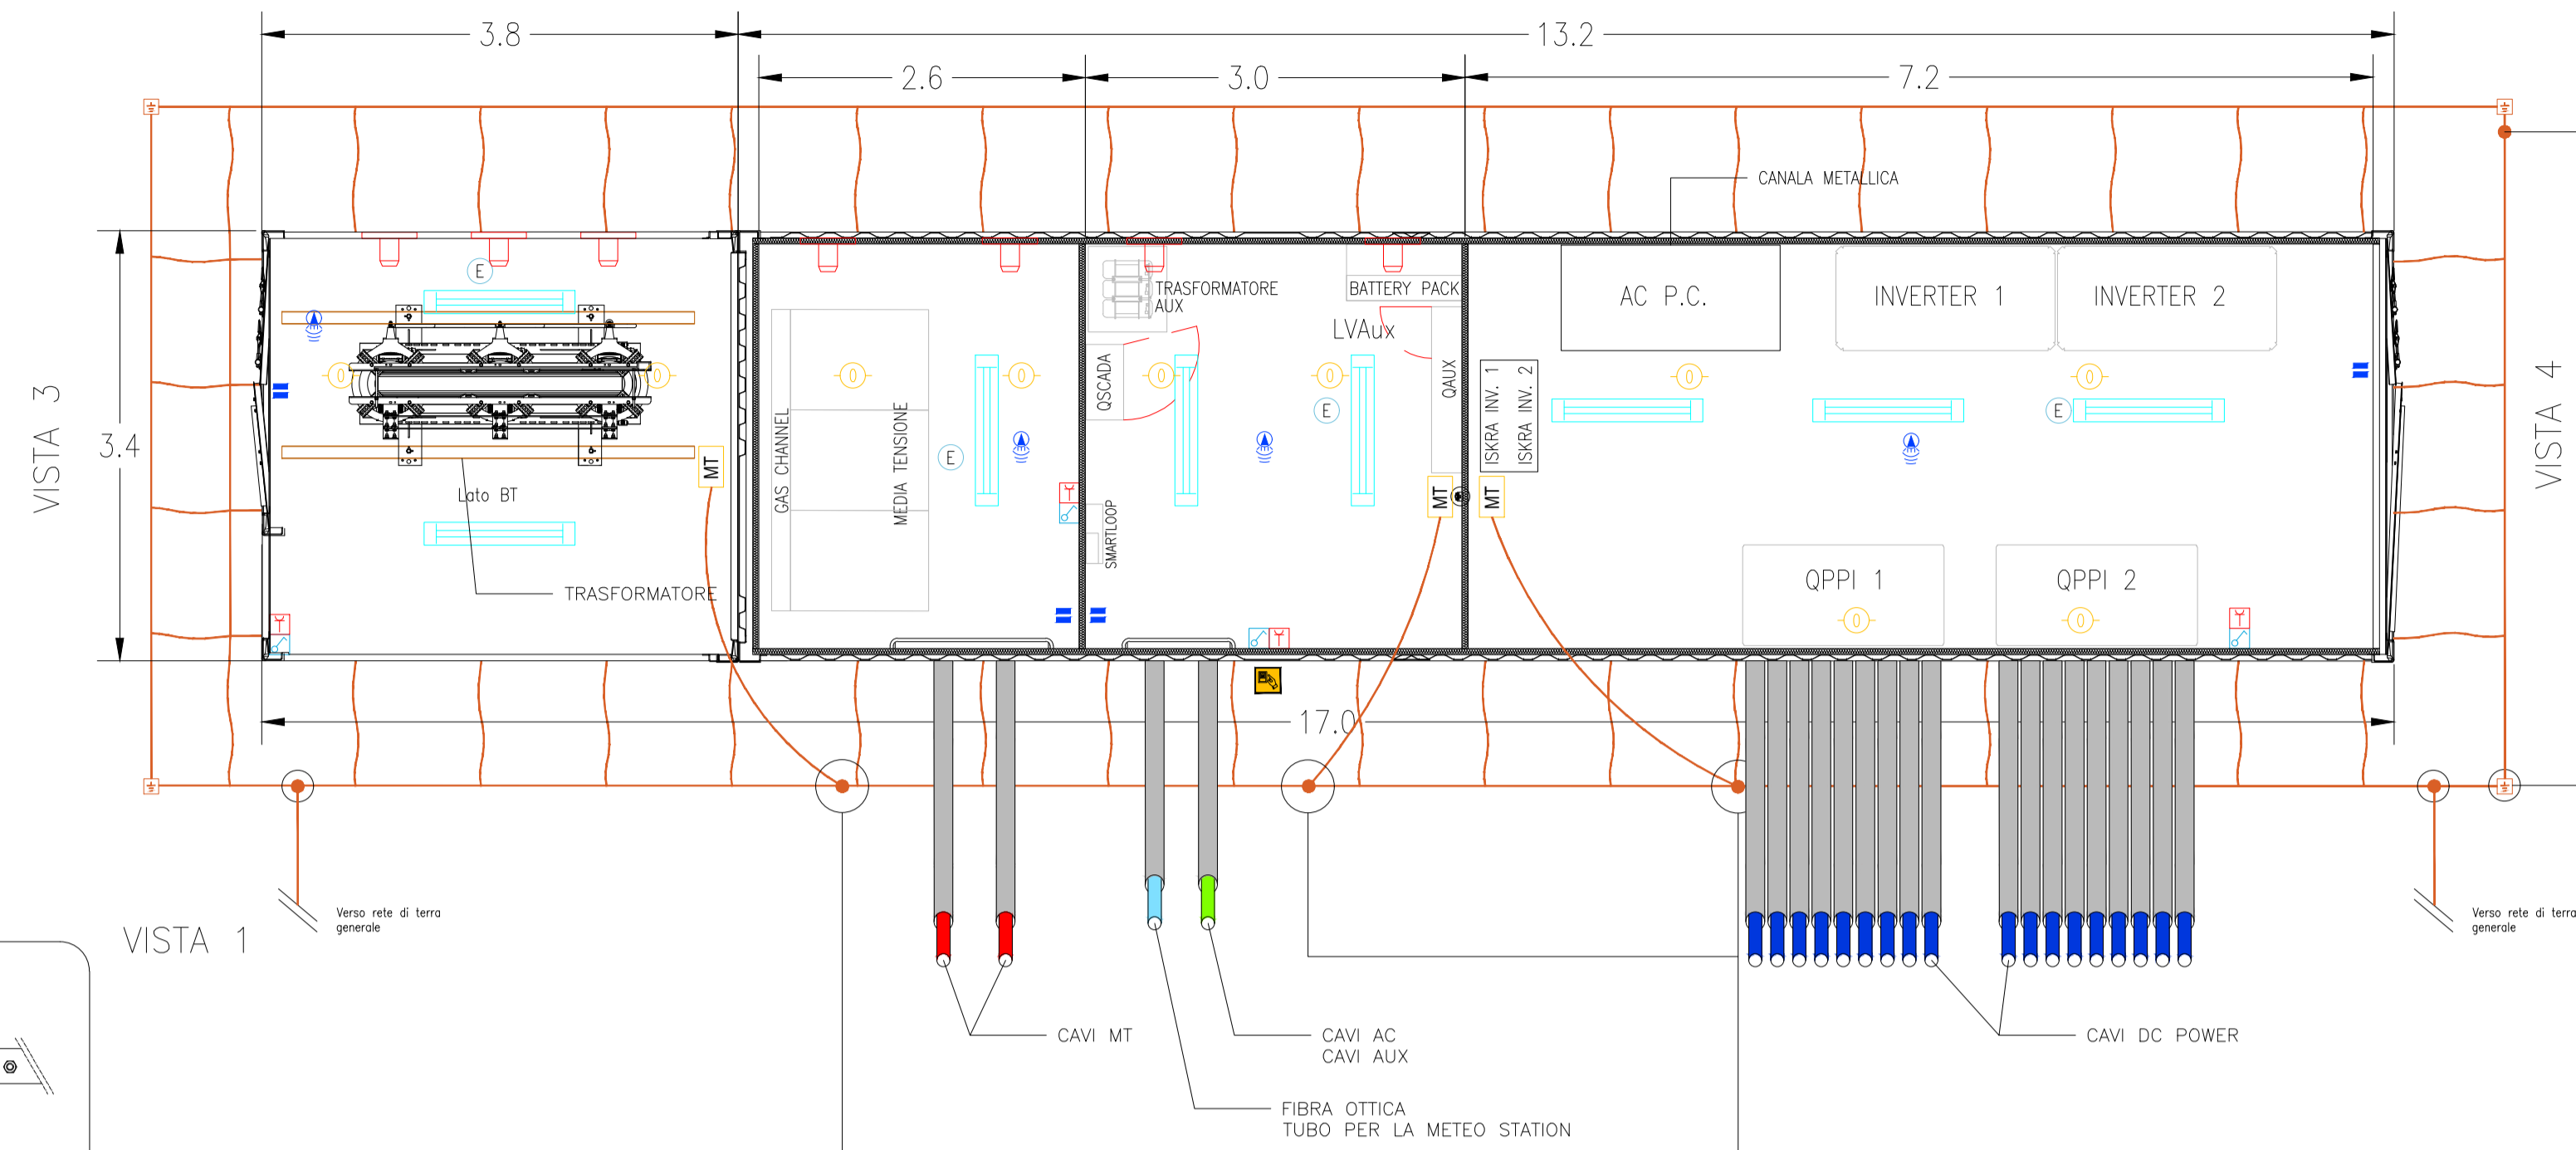 3.8
13.2
2.6
3.0
7.2
CANALA METALLICA
E
TRASFORMATORE
AUX
BATTERY PACK
LVAux
AC P.C.
INVERTER 1
INVERTER 2
VISTA 3
3.4
VISTA 4
QSCADA
QAUX
ISKRA INV. 1
ISKRA INV. 2
E
E
GAS CHANNEL
MEDIA TENSIONE
E
Lato BT
MT
MT
MT
SMARTLOOP
TRASFORMATORE
QPPI 1
QPPI 2
17.0
Verso rete di terra
generale
Verso rete di terra
generale
VISTA 1
CAVI MT
CAVI AC
CAVI AUX
CAVI DC POWER
FIBRA OTTICA
TUBO PER LA METEO STATION